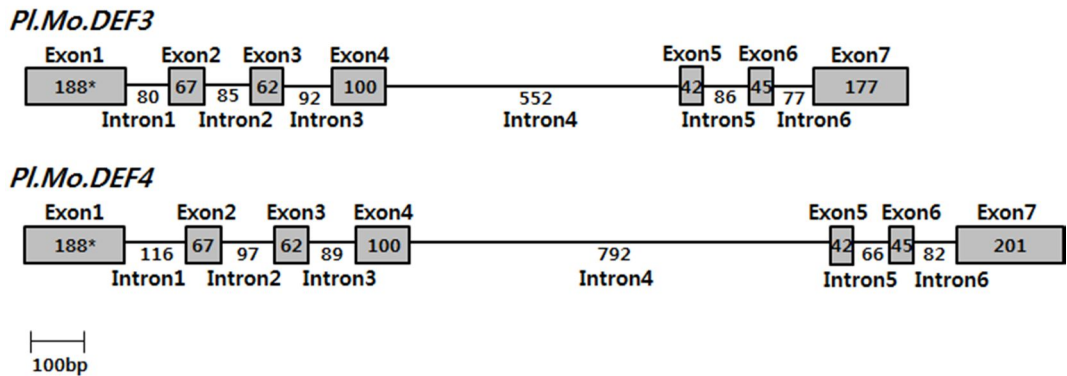 Pl.Mo.DEF3
Exon1 Exon2 Exon3 Exon4 Exon5 Exon6 Exon7
188* 67 62 100 42 45 177
80 85 92 552 86 77
Intron1 Intron2 Intron3 Intron4 Intron5 Intron6
Pl.Mo.DEF4
Exon1 Exon2 Exon3 Exon4 Exon5 Exon6 Exon7
188* 67 62 100 42 45 201
116 97 89 792 66 82
Intron1 Intron2 Intron3 Intron4 Intron5 Intron6
100bp